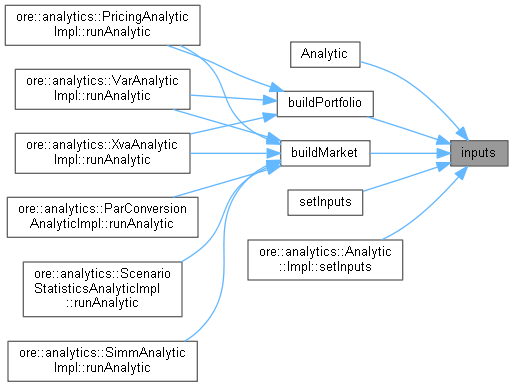 ore::analytics::PricingAnalytic
Impl::runAnalytic
ore::analytics::VarAnalytic
Impl::runAnalytic
ore::analytics::XvaAnalytic
Impl::runAnalytic
ore::analytics::ParConversion
AnalyticImpl::runAnalytic
ore::analytics::Scenario
StatisticsAnalyticImpl
::runAnalytic
ore::analytics::SimmAnalytic
Impl::runAnalytic
Analytic
buildPortfolio
buildMarket
setInputs
ore::analytics::Analytic
::Impl::setInputs
inputs